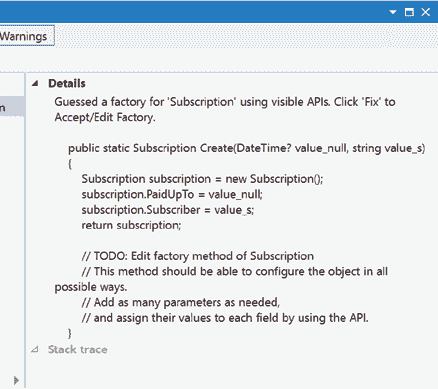 Warnings
Details
Guessed a factory for 'Subscription' using visible APIs. Click 'Fix' to
Accept/Edit Factory.
public static Subscription Create(DateTime? value_null, string value_s)
{
Subscription subscription = new Subscription();
subscription.PaidUpTo = value_null;
subscription.Subscriber = value_s;
return subscription;
// TODO: Edit factory method of Subscription
// This method should be able to configure the object in all
possible ways.
// Add as many parameters as needed,
// and assign their values to each field by using the API.
}
Stack trace